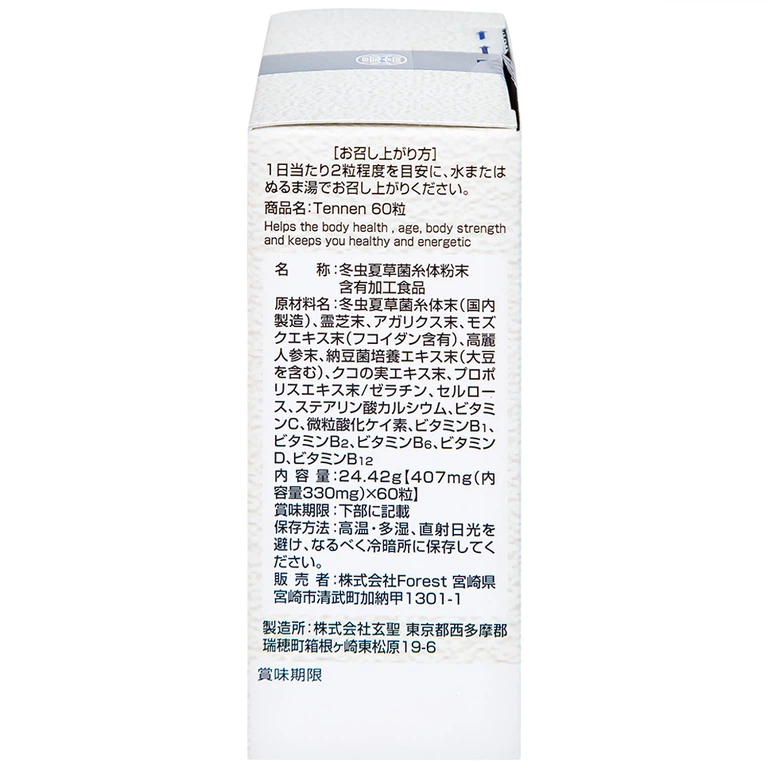 [お召し上がり方]
1日当たり2粒程度を目安に、水または
ぬるま湯でお召し上がりください。
商品名:Tennen 60粒
Helps the body health , age, body strength
and keeps you healthy and energetic
名 称:冬虫夏草菌糸体粉末
含有加工食品
原材料名:冬虫夏草菌糸体末(国内
製造)、霊芝末、アガリクス末、モズ
クエキス末(フコイダン含有)、高麗
人参末、納豆菌培養エキス末(大豆
を含む)、クコの実エキス末、プロポ
リスエキス末/ゼラチン、セルロー
ス、ステアリン酸カルシウム、ビタミ
ンC、微粒酸化ケイ素、ビタミンB1、
ビタミンB2、ビタミンB6、ビタミン
D、ビタミンB12
内 容 量:24.42g【407mg(内
容量330mg)×60粒】
賞味期限:下部に記載
保存方法:高温・多湿、直射日光を
避け、なるべく冷暗所に保存してく
ださい。
販 売 者:株式会社Forest 宮崎県
宮崎市清武町加納甲1301-1
製造所:株式会社玄聖 東京都西多摩郡
瑞穂町箱根ヶ崎東松原19-6
賞味期限